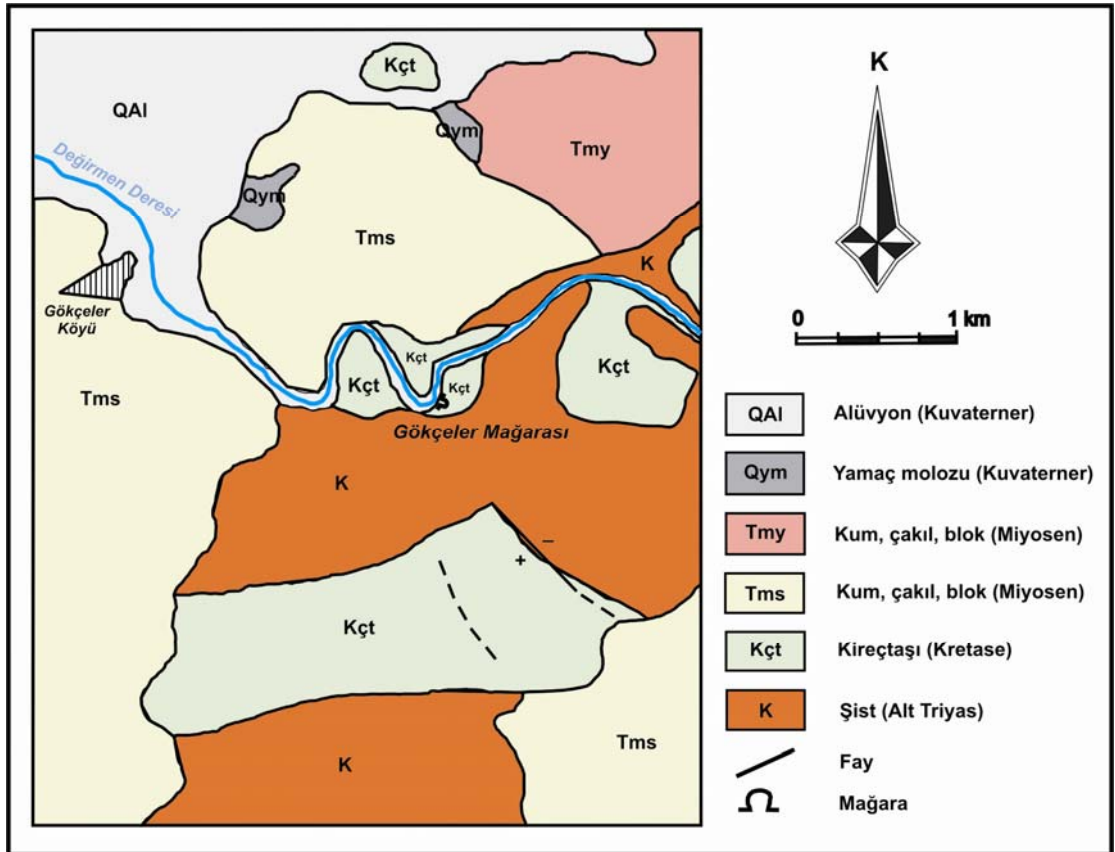 Kçt
QAl
Qym
Tmy
Değirmen Deresi
Qym
Tms
K
Gökçeler
Köyü
Kçt
Kçt
Kçt
Kçt
Tms
Gökçeler Mağarası
K
–
+
Kçt
Tms
K
K
0 1 km
QAl Alüvyon (Kuvaterner)
Qym Yamaç molozu (Kuvaterner)
Tmy Kum, çakıl, blok (Miyosen)
Tms Kum, çakıl, blok (Miyosen)
Kçt Kireçtaşı (Kretase)
K Şist (Alt Triyas)
Fay
Mağara